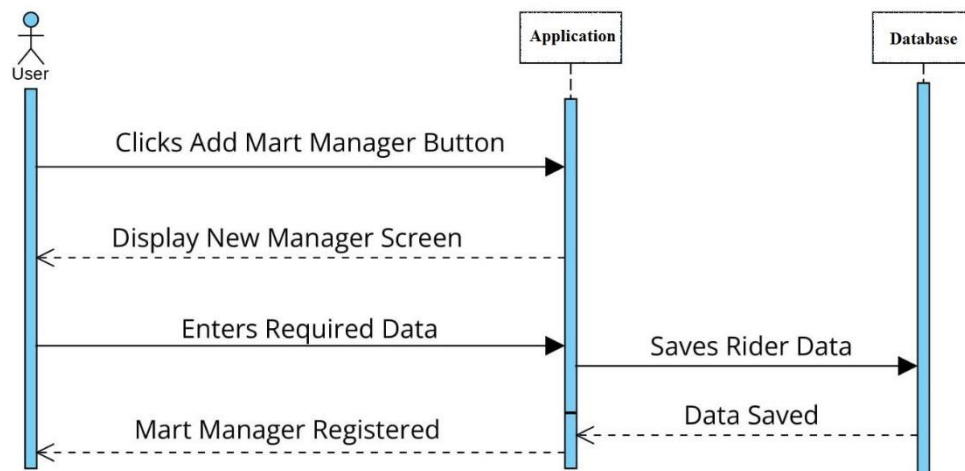 Application
Database
User
Clicks Add Mart Manager Button
Display New Manager Screen
Enters Required Data
Saves Rider Data
Data Saved
Mart Manager Registered